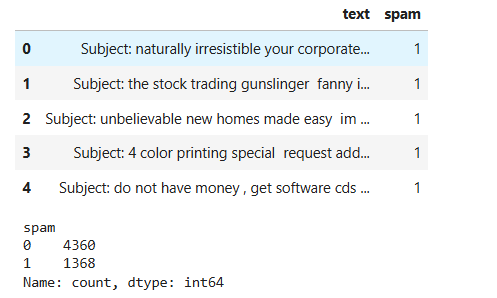 text spam
0 Subject: naturally irresistible your corporate... 1
1 Subject: the stock trading gunslinger fanny i... 1
2 Subject: unbelievable new homes made easy im ... 1
3 Subject: 4 color printing special request add... 1
4 Subject: do not have money , get software cds ... 1
spam
0 4360
1 1368
Name: count, dtype: int64